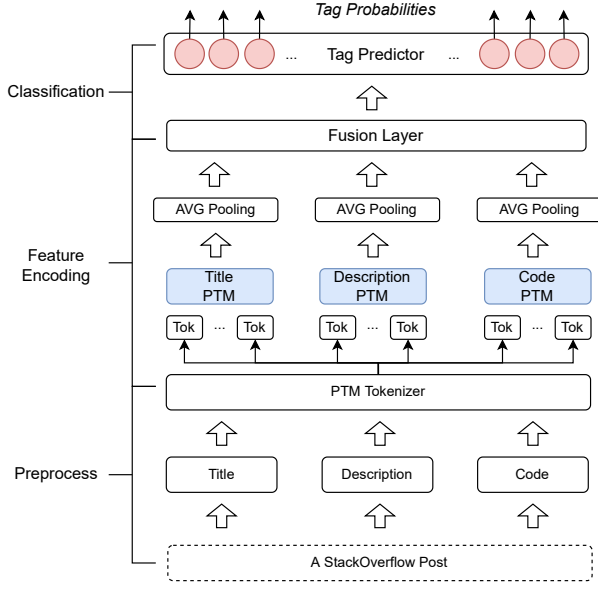 Tag Probabilities
... Tag Predictor ...
Classification
Fusion Layer
AVG Pooling AVG Pooling AVG Pooling
Feature
Encoding
Title
PTM
Description
PTM
Code
PTM
Tok ... Tok Tok ... Tok Tok ... Tok
PTM Tokenizer
Preprocess
Title Description Code
A StackOverflow Post